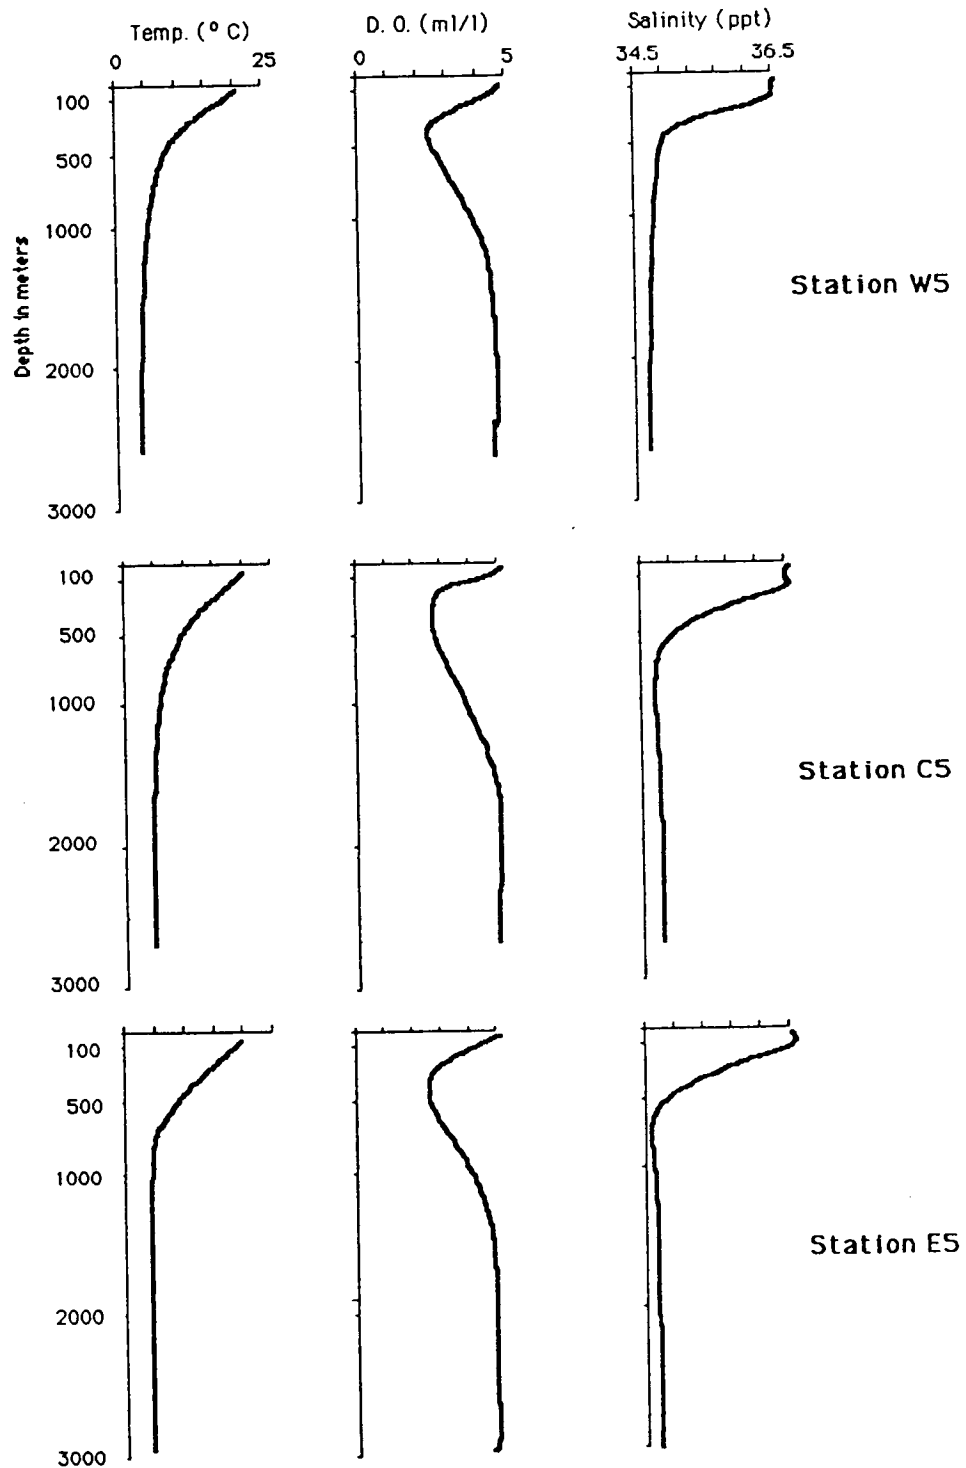 Temp. (° C)
D. O. (ml/l)
Salinity (ppt)
0 25
0 5
34.5 36.5
Depth in meters
100
500
1000
2000
3000
Station W5
100
500
1000
2000
3000
Station C5
100
500
1000
2000
3000
Station E5